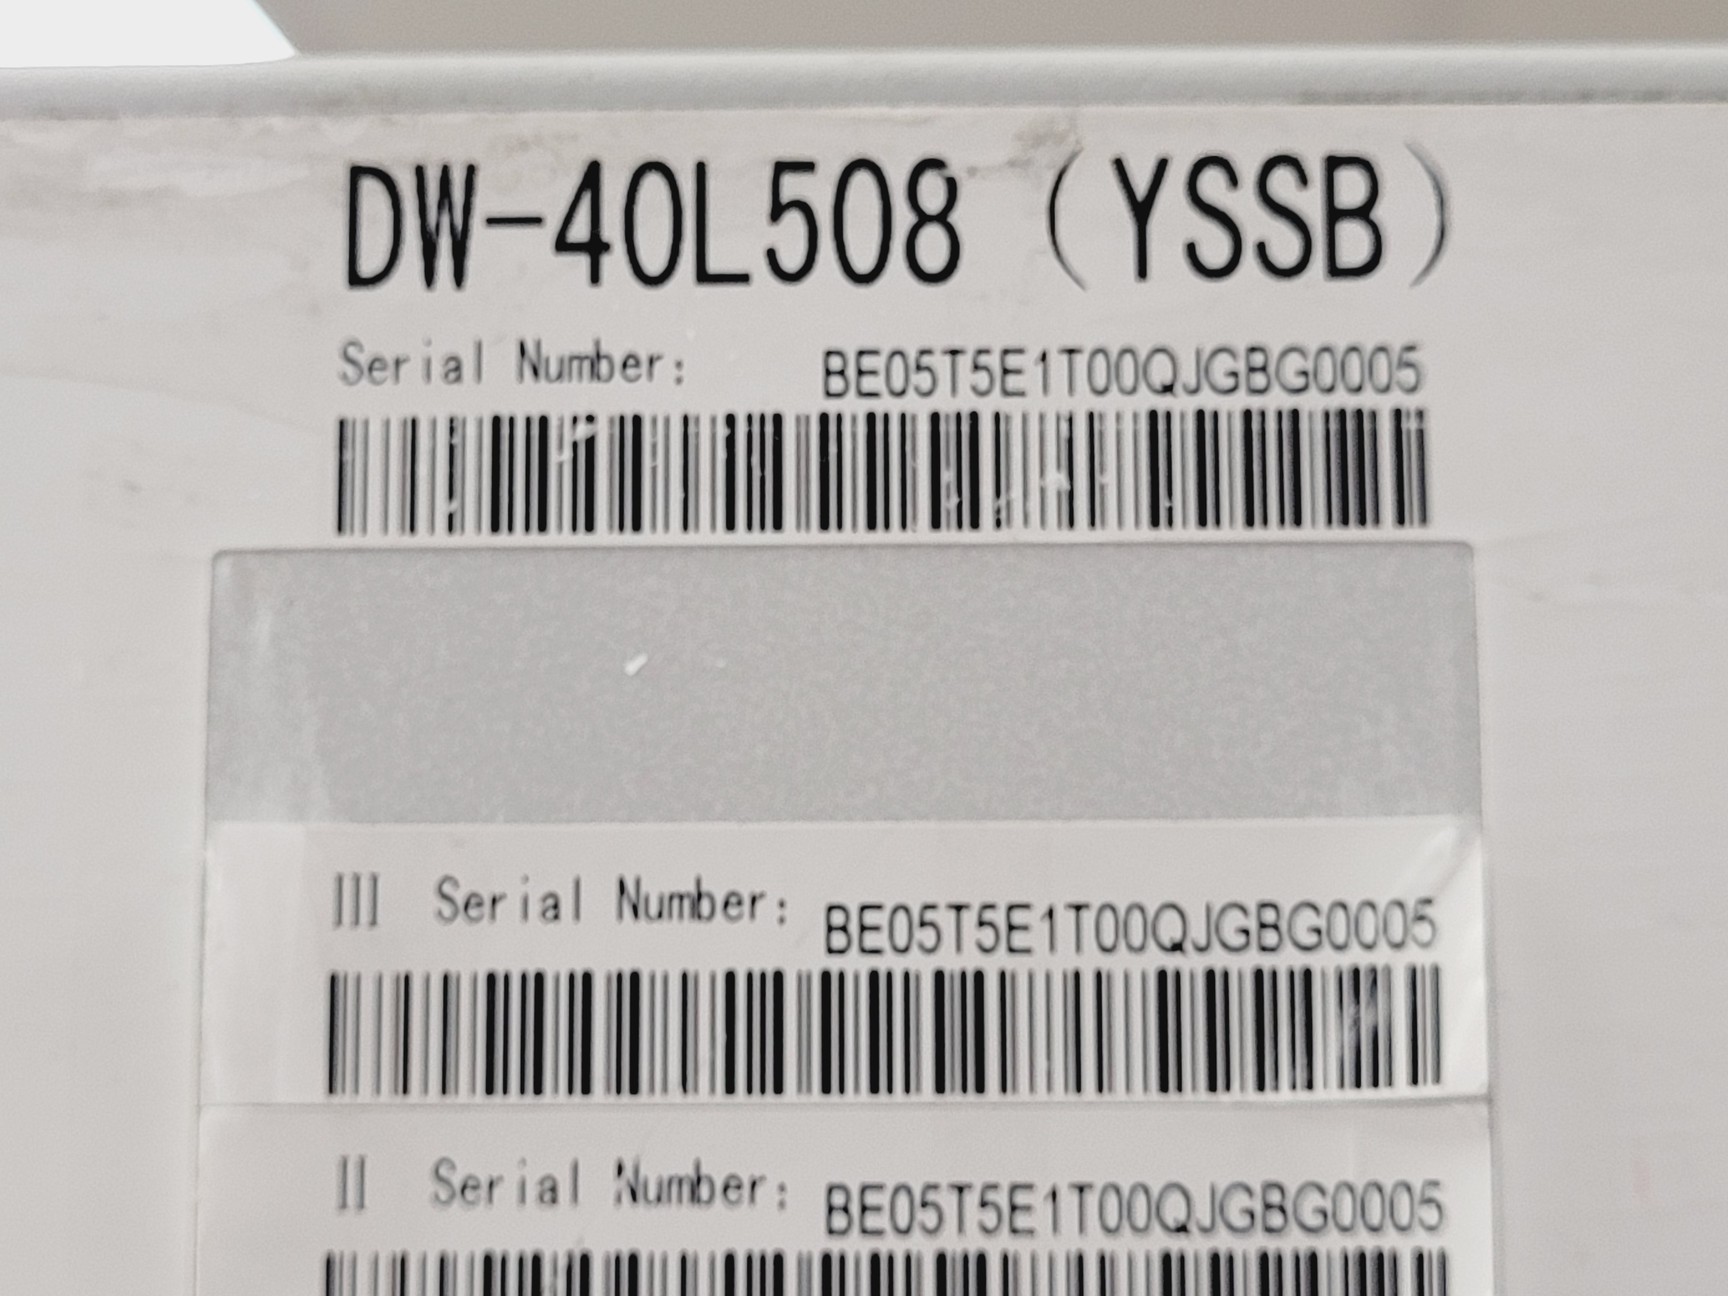 DW-40L508（YSSB）
Serial Number: BE05T5E1T00QJGBG0005
III Serial Number: BE05T5E1T00QJGBG0005
II Serial Number: BE05T5E1T00QJGBG0005